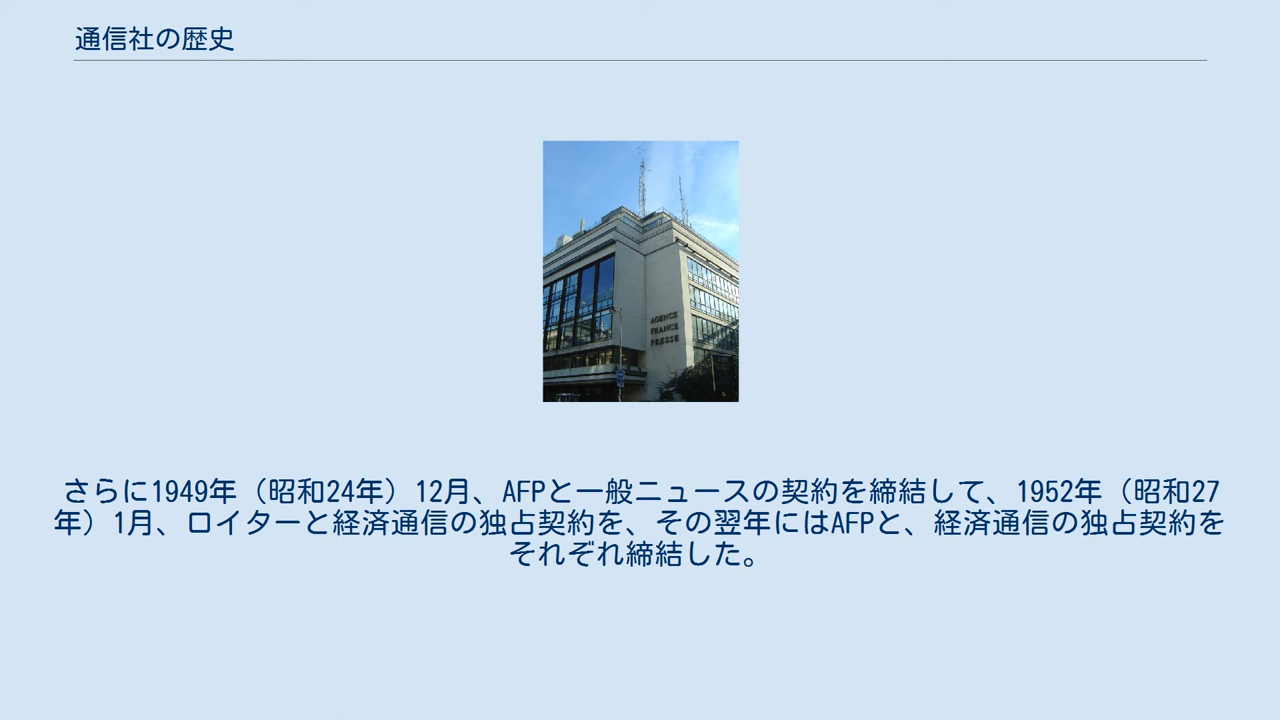 通信社の歴史
AGENCE
FRANCE
PRESSE
さらに1949年（昭和24年）12月、AFPと一般ニュースの契約を締結して、1952年（昭和27
年）1月、ロイターと経済通信の独占契約を、その翌年にはAFPと、経済通信の独占契約を
それぞれ締結した。